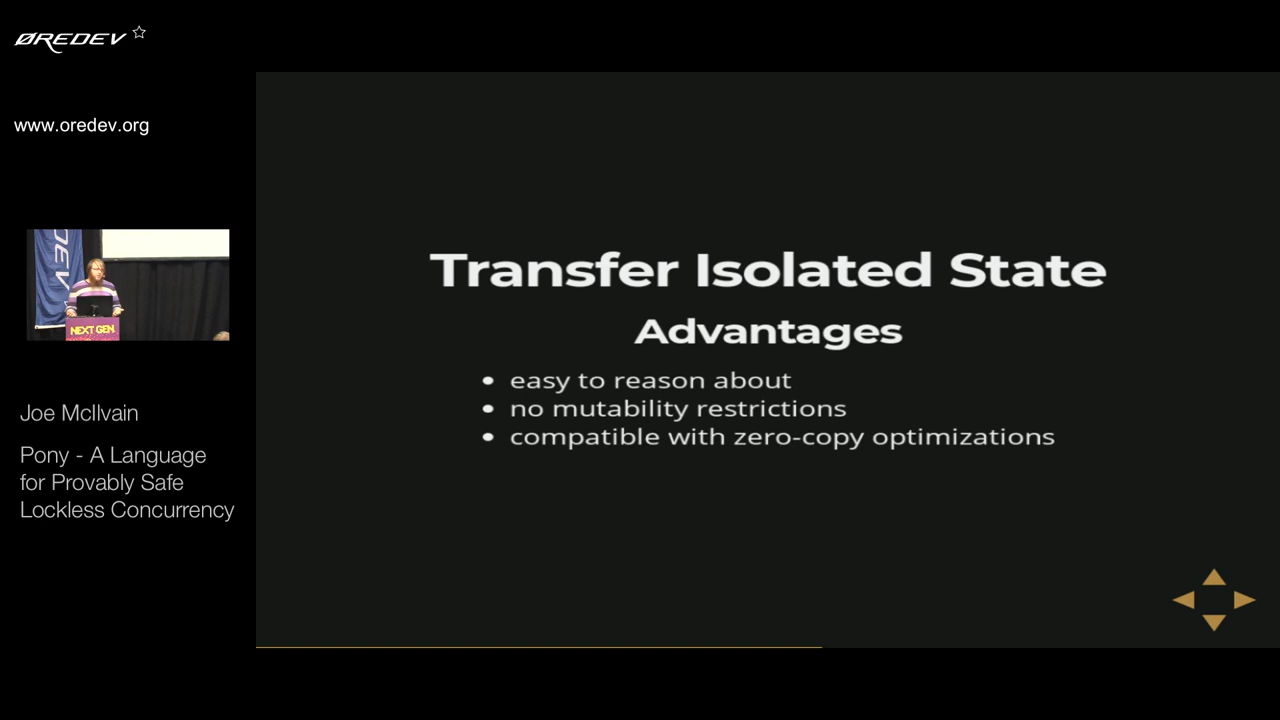 ØREDEV
www.oredev.org
DEV
NEXT GEN
Joe McIlvain
Pony - A Language
for Provably Safe
Lockless Concurrency
Transfer Isolated State
Advantages
• easy to reason about
• no mutability restrictions
• compatible with zero-copy optimizations